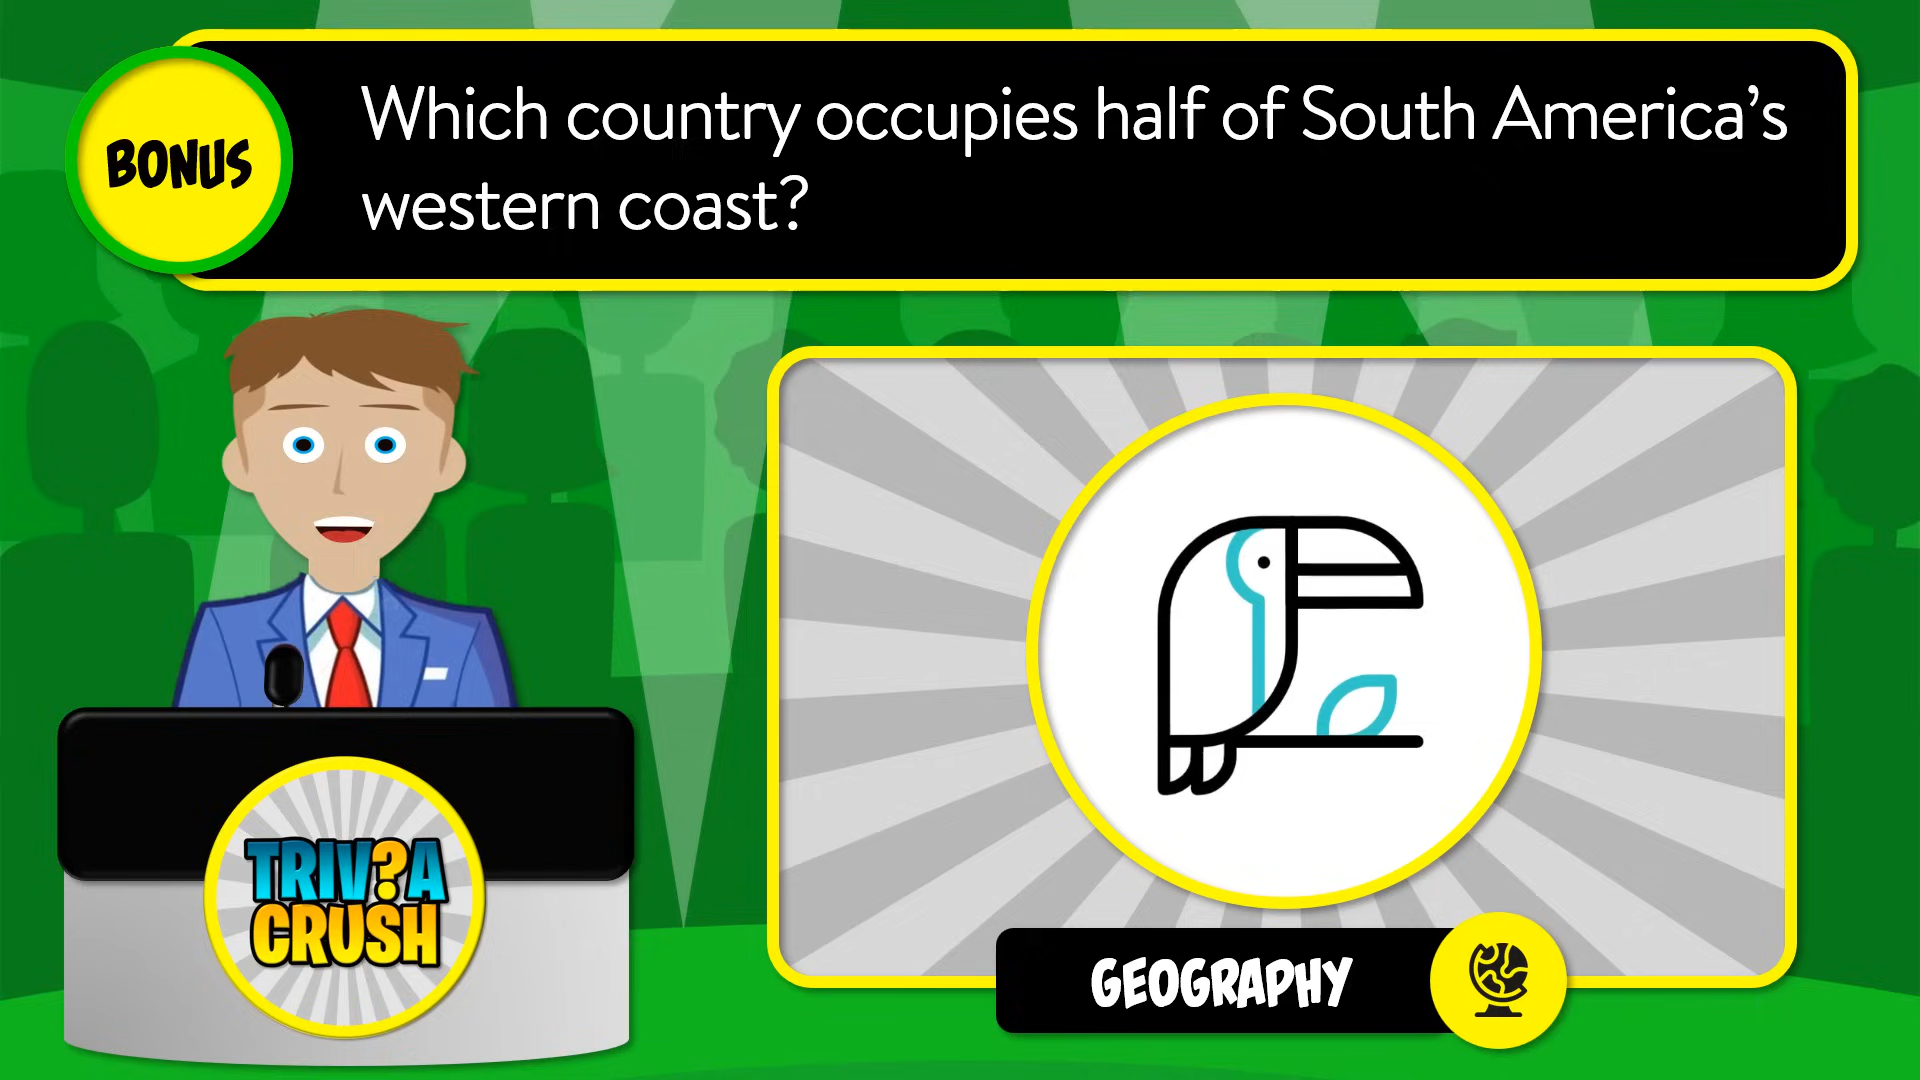 BONUS
Which country occupies half of South America’s
western coast?
TRIV?A
CRUSH
GEOGRAPHY